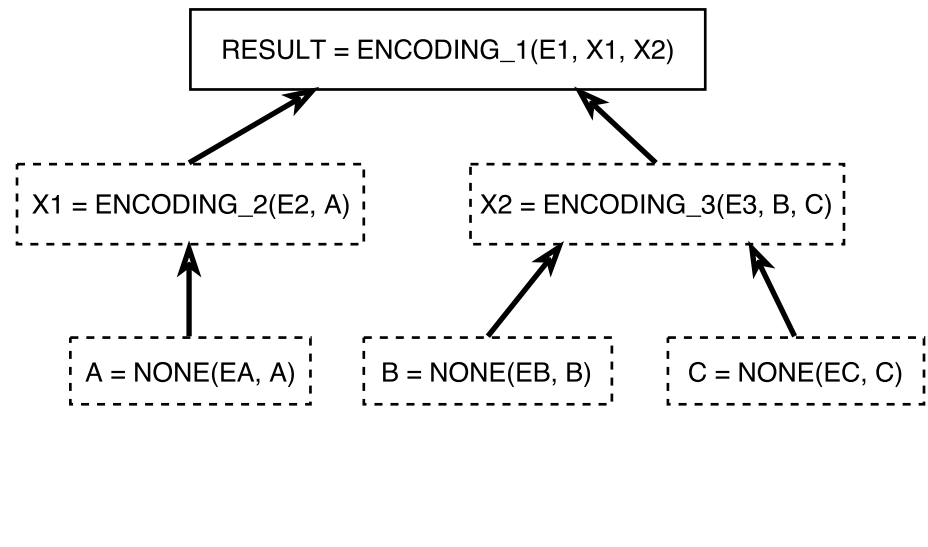 RESULT = ENCODING_1(E1, X1, X2)
X1 = ENCODING_2(E2, A)
X2 = ENCODING_3(E3, B, C)
A = NONE(EA, A)
B = NONE(EB, B)
C = NONE(EC, C)